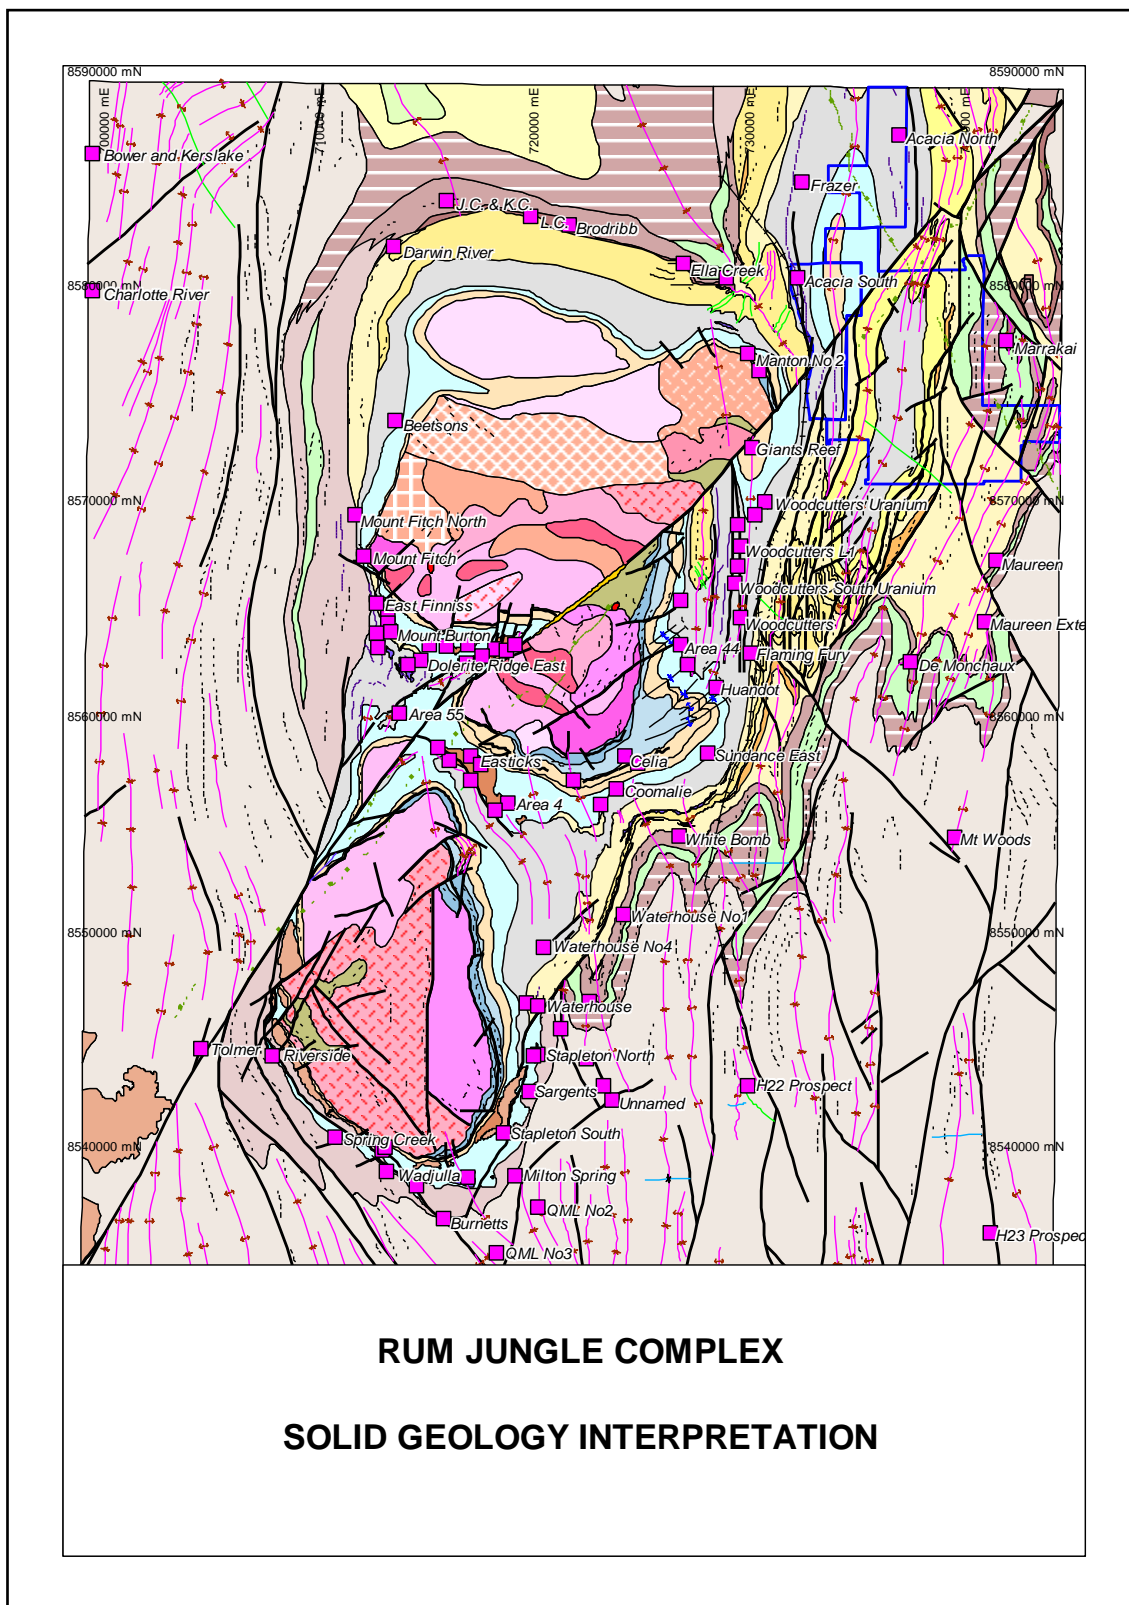 8590000 mN
8590000 mN
700000 mE
710000 mE
720000 mE
730000 mE
Acacia North
Bower and Kerslake
Frazer
J.C. & K.C.
L.C.
Brodribb
Darwin River
Ella Creek
Acacia South
8580000 mN
8580000 mN
Charlotte River
Marrakai
Manton No 2
Beetsons
Giants Reef
8570000 mN
8570000 mN
Woodcutters Uranium
Mount Fitch North
Woodcutters L1
Mount Fitch
Maureen
Woodcutters South Uranium
East Finniss
Woodcutters
Maureen Exte
Mount Burton
Area 44
Flaming Fury
Dolerite Ridge East
De Monchaux
Huandot
8560000 mN
8560000 mN
Area 55
Easticks
Celia
Sundance East
Coomalie
Area 4
White Bomb
Mt Woods
Waterhouse No1
8550000 mN
8550000 mN
Waterhouse No4
Waterhouse
Tolmer
Riverside
Stapleton North
Sargents
H22 Prospect
Unnamed
Spring Creek
Stapleton South
8540000 mN
8540000 mN
Wadjulla
Milton Spring
QML No2
Burnetts
H23 Prospec
QML No3
RUM JUNGLE COMPLEX
SOLID GEOLOGY INTERPRETATION